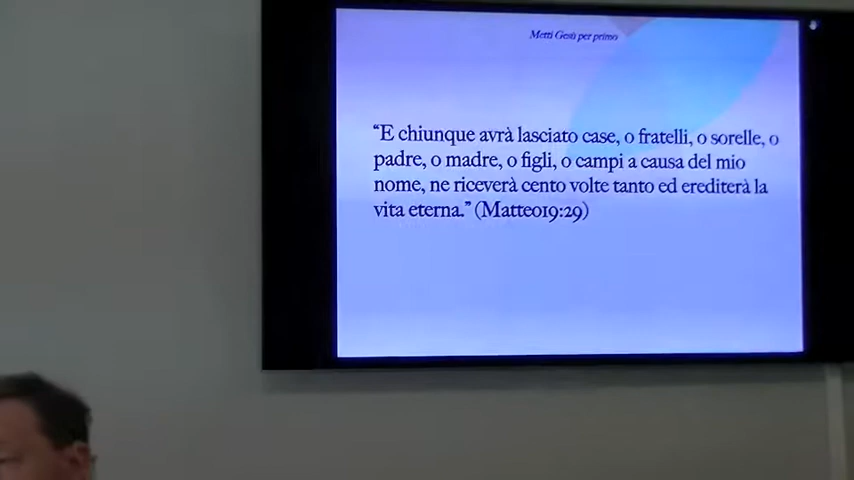 Metti Gesù per primo
“E chiunque avrà lasciato case, o fratelli, o sorelle, o
padre, o madre, o figli, o campi a causa del mio
nome, ne riceverà cento volte tanto ed erediterà la
vita eterna.” (Matteo19:29)